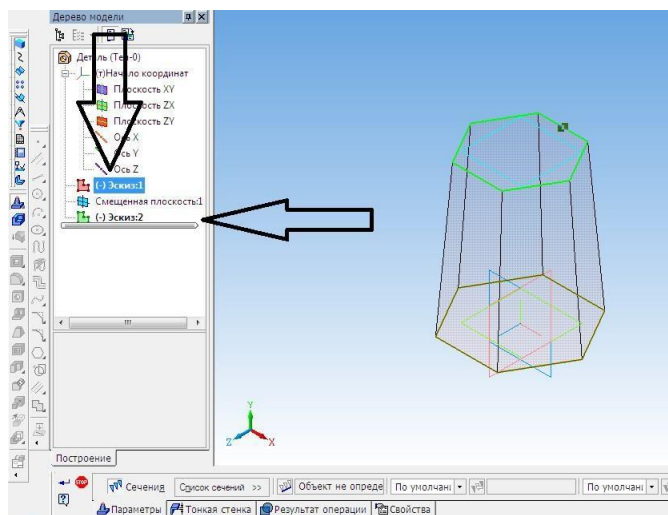 Дерево модели
Деталь (Тел-0)
(т)Начало координат
Плоскость XY
Плоскость ZX
Плоскость ZY
Ось X
Ось Y
Ось Z
(-) Эскиз:1
Смещенная плоскость:1
(-) Эскиз:2
Построение
Y
Z
X
STOP
Сечения
Список сечений >>
Объект не опреде
По умолчани
По умолчани
Параметры
Тонкая стенка
Результат операции
Свойства